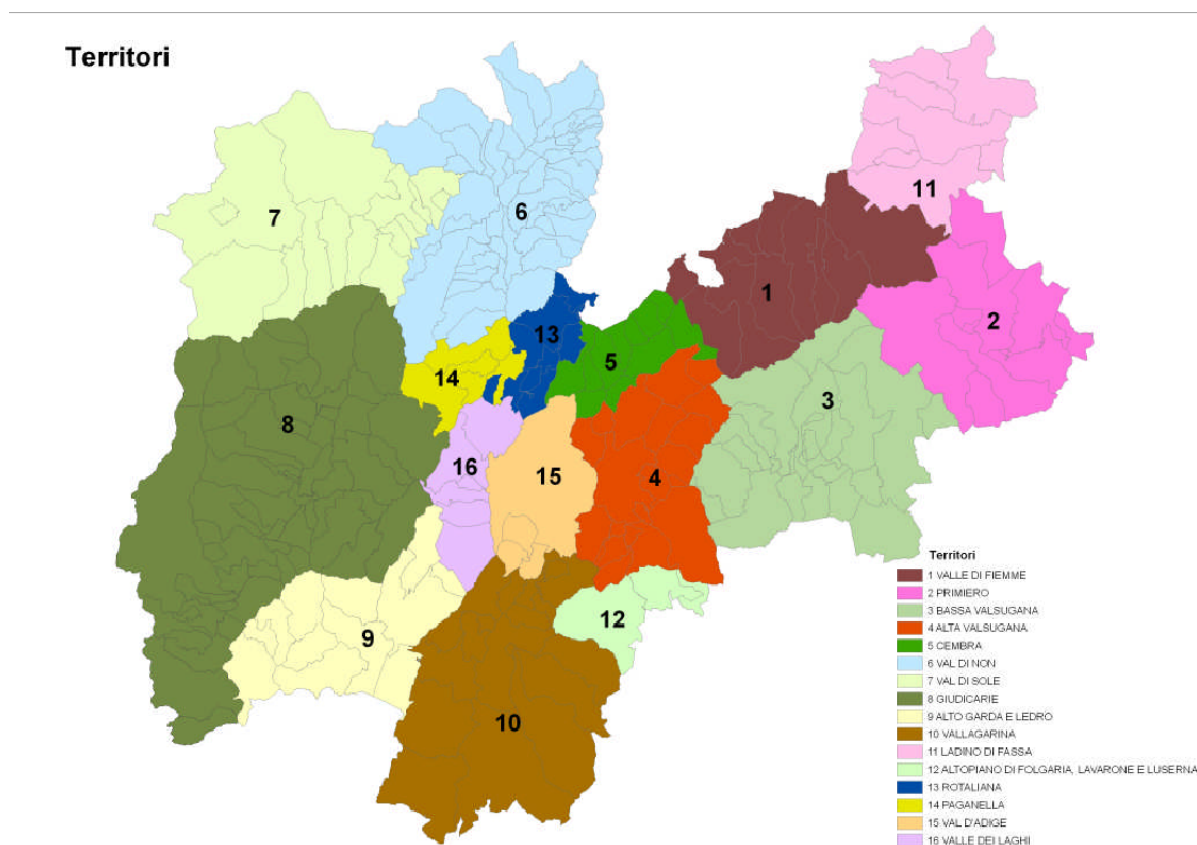 Territori
11
7
6
1
2
13
5
14
3
8
16
15
4
12
9
10
Territori
1 VALLE DI FIEMME
2 PRIMIERO
3 BASSA VALSUGANA
4 ALTA VALSUGANA
5 CEMBRA
6 VAL DI NON
7 VAL DI SOLE
8 GIUDICARIE
9 ALTO GARDA E LEDRO
10 VALLAGARINA
11 LADINO DI FASSA
12 ALTOPIANO DI FOLGARIA, LAVARONE E LUSERNA
13 ROTALIANA
14 PAGANELLA
15 VAL D'ADIGE
16 VALLE DEI LAGHI